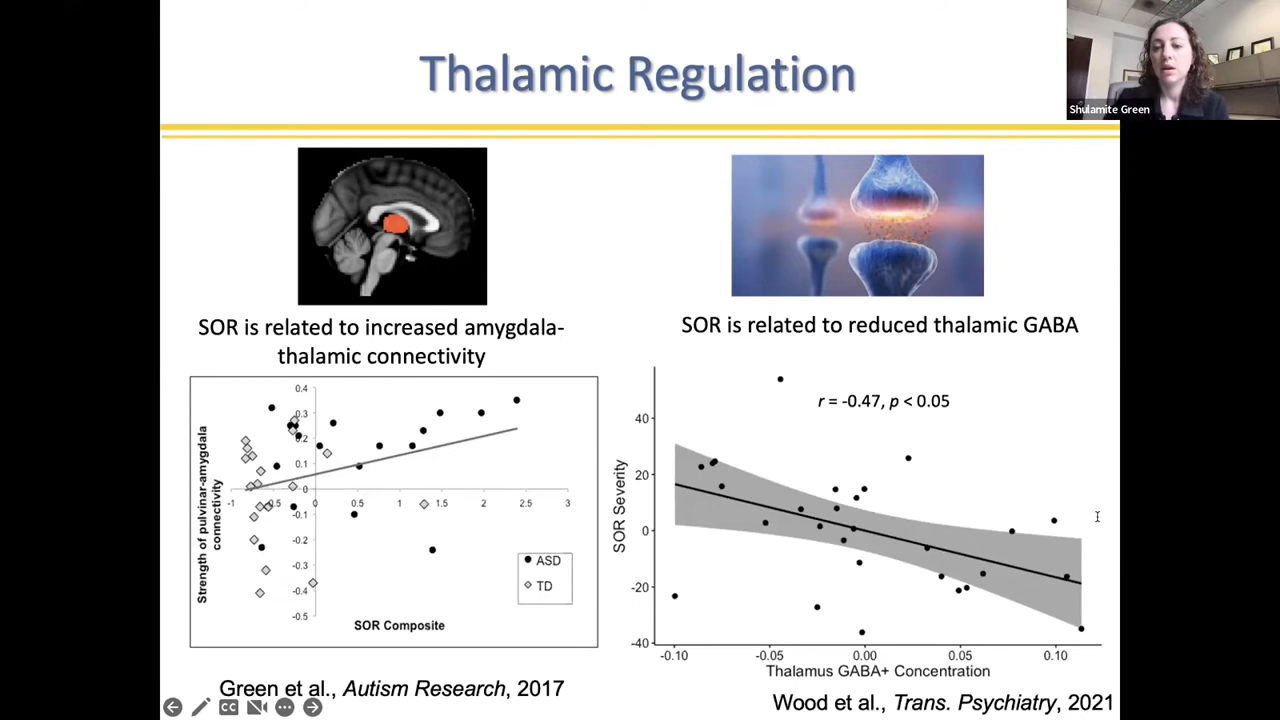 Thalamic Regulation
Shulamite Green
SOR is related to increased amygdala-
thalamic connectivity
SOR is related to reduced thalamic GABA
Strength of pulvinar-amygdala
connectivity
0.4
0.3
0.2
0.1
0
-0.1
-0.2
-0.3
-0.4
-0.5
-1
-0.5
0
0.5
1
1.5
2
2.5
3
ASD
TD
SOR Composite
r = -0.47, p < 0.05
SOR Severity
40
20
0
-20
-40
-0.10
-0.05
0.00
0.05
0.10
Thalamus GABA+ Concentration
Green et al., Autism Research, 2017
Wood et al., Trans. Psychiatry, 2021
CC